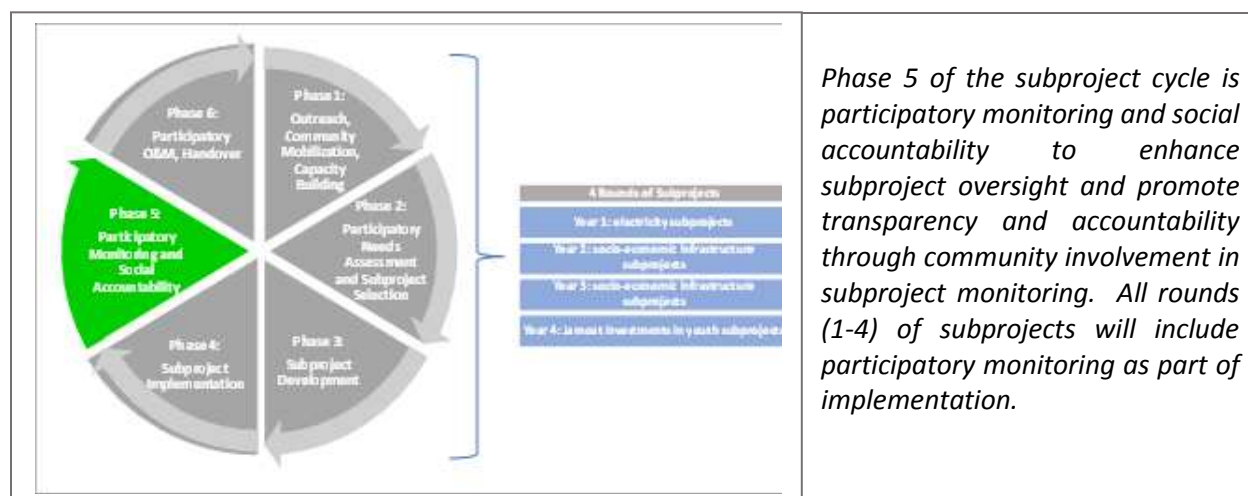 Phase 6:
Participatory
O&M, Handover
Phase 1:
Outreach,
Community
Mobilization,
Capacity
Building
Phase 5:
Participatory
Monitoring and
Social
Accountability
Phase 2:
Participatory
Needs
Assessment
and Subproject
Selection
Phase 4:
Subproject
Implementation
Phase 3:
Subproject
Development
4 Rounds of Subprojects
Year 1: electricity subprojects
Year 2: socio-economic infrastructure
subprojects
Year 3: socio-economic infrastructure
subprojects
Year 4: Jamoat investments in youth subprojects
Phase 5 of the subproject cycle is
participatory monitoring and social
accountability to enhance
subproject oversight and promote
transparency and accountability
through community involvement in
subproject monitoring. All rounds
(1-4) of subprojects will include
participatory monitoring as part of
implementation.